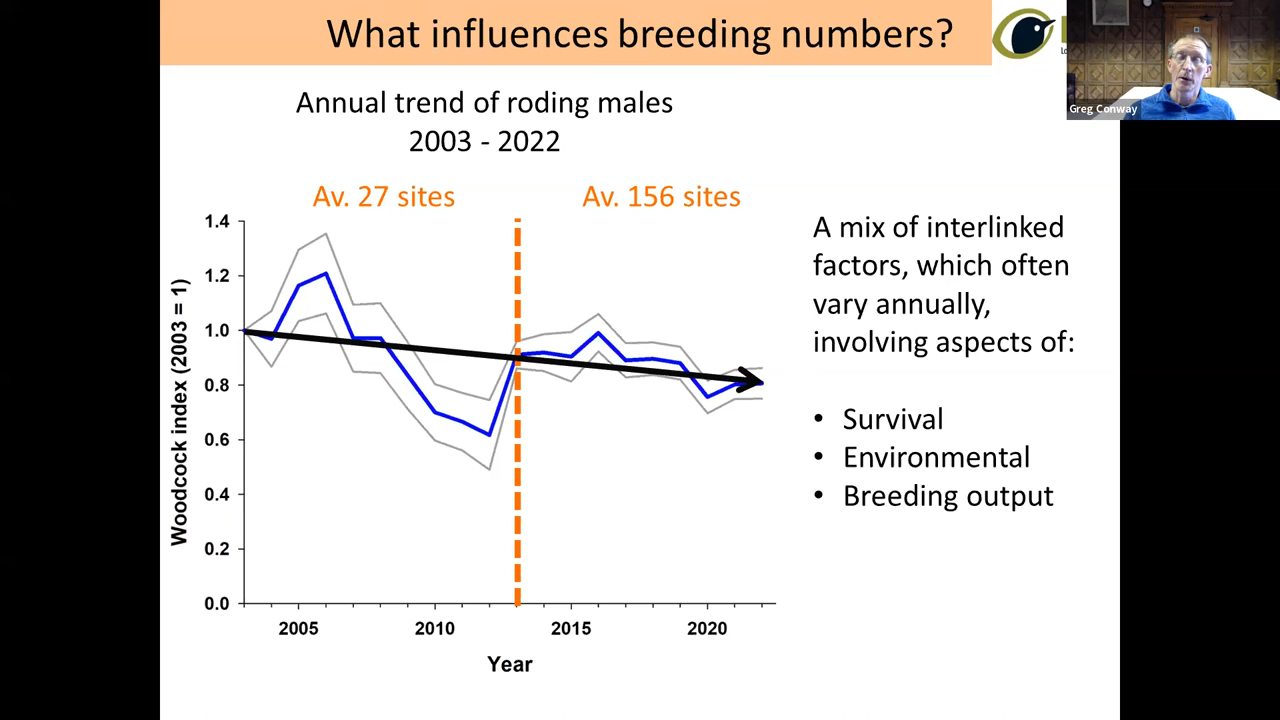 What influences breeding numbers?
Greg Conway
Annual trend of roding males
2003 - 2022
Av. 27 sites
Av. 156 sites
1.4
1.2
1.0
0.8
0.6
0.4
0.2
0.0
Woodcock index (2003 = 1)
2005
2010
2015
2020
Year
A mix of interlinked
factors, which often
vary annually,
involving aspects of:
• Survival
• Environmental
• Breeding output